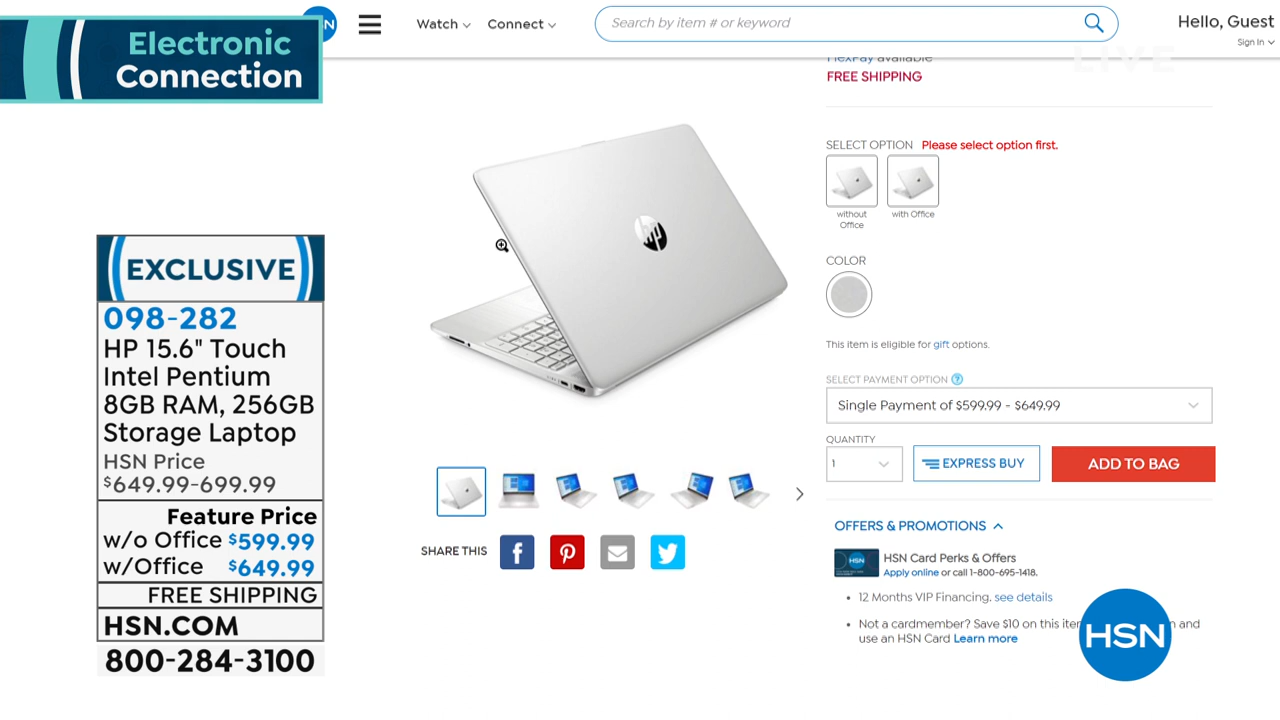 Electronic
Connection
Watch
Connect
Search by item # or keyword
Hello, Guest
Sign In
LIVE
FlexPay available
FREE SHIPPING
SELECT OPTION Please select option first.
without
Office
with Office
COLOR
This item is eligible for gift options.
SELECT PAYMENT OPTION ?
Single Payment of $599.99 - $649.99
QUANTITY
1
EXPRESS BUY
ADD TO BAG
OFFERS & PROMOTIONS
HSN
HSN Card Perks & Offers
Apply online or call 1-800-695-1418.
• 12 Months VIP Financing. see details
• Not a cardmember? Save $10 on this and
use an HSN Card Learn more
hp
SHARE THIS
EXCLUSIVE
098-282
HP 15.6" Touch
Intel Pentium
8GB RAM, 256GB
Storage Laptop
HSN Price
$649.99-699.99
Feature Price
w/o Office $599.99
w/Office $649.99
FREE SHIPPING
HSN.COM
800-284-3100
HSN